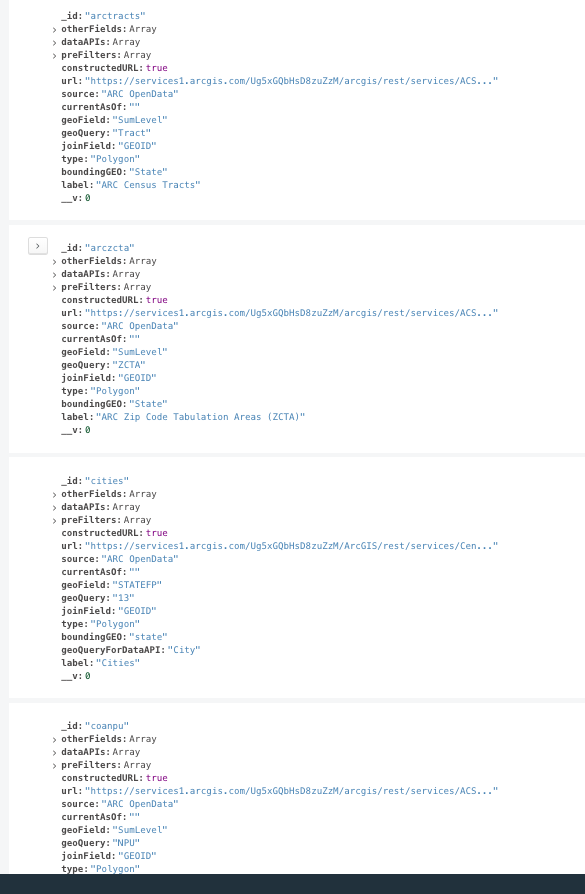 _id: "arctracts"
> otherFields: Array
> dataAPIs: Array
> preFilters: Array
constructedURL: true
url: "https://services1.arcgis.com/Ug5xGQbHsD8zuZzM/arcgis/rest/services/ACS..."
source: "ARC OpenData"
currentAsOf: ""
geoField: "SumLevel"
geoQuery: "Tract"
joinField: "GEOID"
type: "Polygon"
boundingGEO: "State"
label: "ARC Census Tracts"
__v: 0
> _id: "arczcta"
> otherFields: Array
> dataAPIs: Array
> preFilters: Array
constructedURL: true
url: "https://services1.arcgis.com/Ug5xGQbHsD8zuZzM/arcgis/rest/services/ACS..."
source: "ARC OpenData"
currentAsOf: ""
geoField: "SumLevel"
geoQuery: "ZCTA"
joinField: "GEOID"
type: "Polygon"
boundingGEO: "State"
label: "ARC Zip Code Tabulation Areas (ZCTA)"
__v: 0
_id: "cities"
> otherFields: Array
> dataAPIs: Array
> preFilters: Array
constructedURL: true
url: "https://services1.arcgis.com/Ug5xGQbHsD8zuZzM/ArcGIS/rest/services/Cen..."
source: "ARC OpenData"
currentAsOf: ""
geoField: "STATEFP"
geoQuery: "13"
joinField: "GEOID"
type: "Polygon"
boundingGEO: "state"
geoQueryForDataAPI: "City"
label: "Cities"
__v: 0
_id: "coanpu"
> otherFields: Array
> dataAPIs: Array
> preFilters: Array
constructedURL: true
url: "https://services1.arcgis.com/Ug5xGQbHsD8zuZzM/arcgis/rest/services/ACS..."
source: "ARC OpenData"
currentAsOf: ""
geoField: "SumLevel"
geoQuery: "NPU"
joinField: "GEOID"
type: "Polygon"